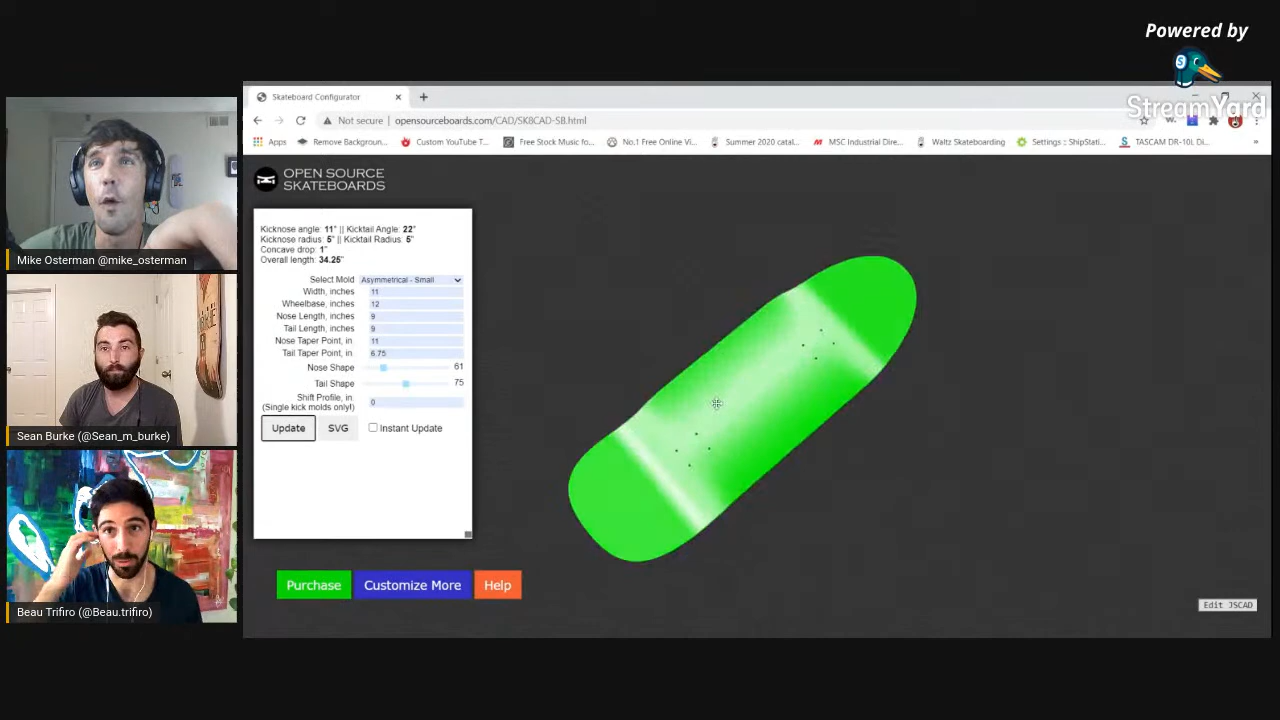 Powered by
StreamYard
Skateboard Configurator
Not secure | opensourceboards.com/CAD/SK8CAD-SB.html
Apps Remove Backgroun... Custom YouTube T... Free Stock Music fo... No.1 Free Online Vi... Summer 2020 catal... MSC Industrial Dire... Waltz Skateboarding Settings :: ShipStati... TASCAM DR-10L Di... »
OPEN SOURCE
SKATEBOARDS
Kicknose angle: 11° || Kicktail Angle: 22°
Kicknose radius: 5" || Kicktail Radius: 5"
Concave drop: 1"
Overall length: 34.25"
Select Mold Asymmetrical - Small
Width, inches 11
Wheelbase, inches 12
Nose Length, inches 9
Tail Length, inches 9
Nose Taper Point, in. 11
Tail Taper Point, in. 6.75
Nose Shape 61
Tail Shape 75
Shift Profile, in.
(Single kick molds only!) 0
Update SVG Instant Update
Purchase Customize More Help
Edit JSCAD
Mike Osterman @mike_osterman
Sean Burke (@Sean_m_burke)
Beau Trifiro (@Beau.trifiro)